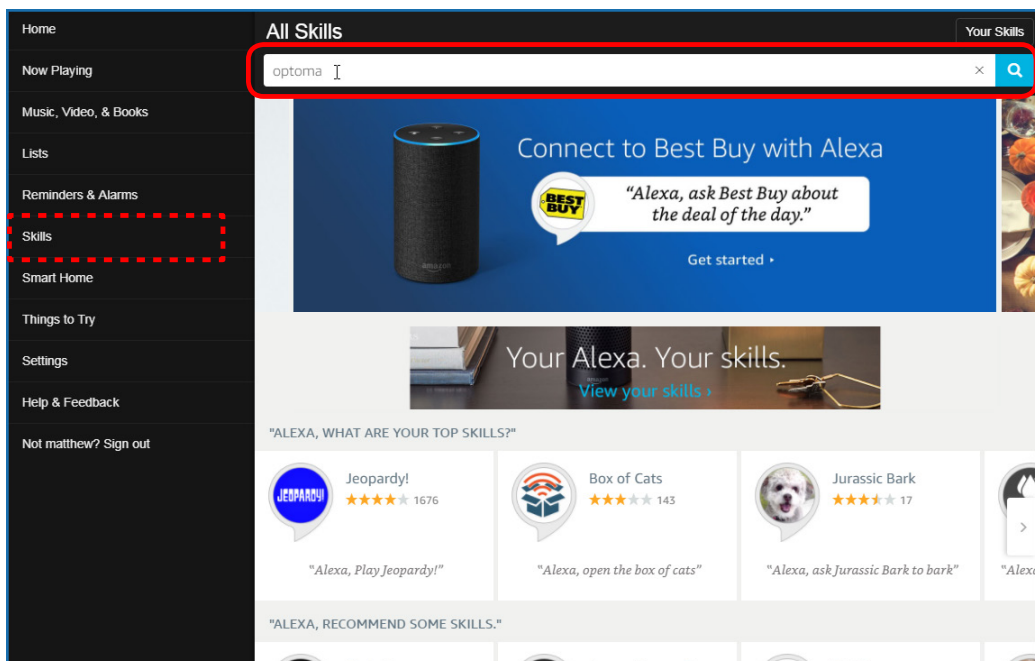 Home
Now Playing
Music, Video, & Books
Lists
Reminders & Alarms
Skills
Smart Home
Things to Try
Settings
Help & Feedback
Not matthew? Sign out
All Skills
Your Skills
optoma
Connect to Best Buy with Alexa
BEST
BUY
“Alexa, ask Best Buy about
the deal of the day.”
Get started
amazon
Your Alexa. Your skills.
View your skills ›
"ALEXA, WHAT ARE YOUR TOP SKILLS?"
JEOPARDY!
Jeopardy!
1676
"Alexa, Play Jeopardy!"
Box of Cats
143
"Alexa, open the box of cats"
Jurassic Bark
17
"Alexa, ask Jurassic Bark to bark"
"ALEXA, RECOMMEND SOME SKILLS."